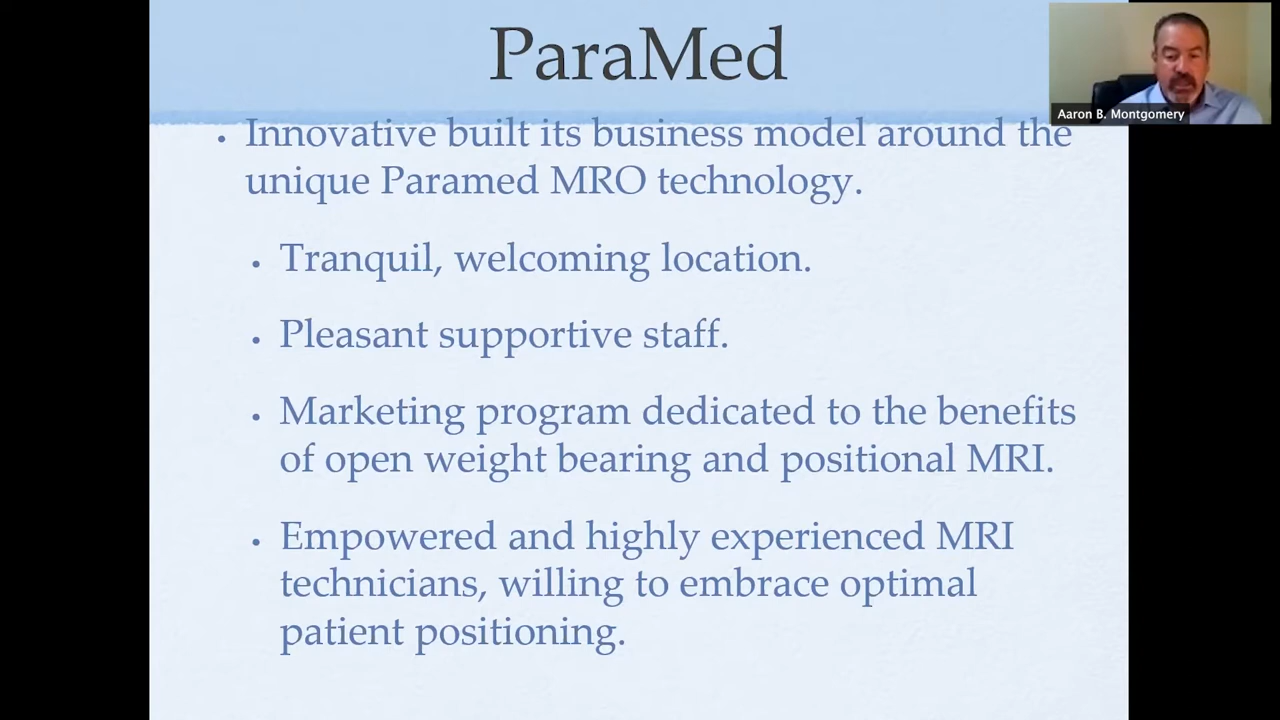 ParaMed
Aaron B. Montgomery
• Innovative built its business model around the
unique Paramed MRO technology.
• Tranquil, welcoming location.
• Pleasant supportive staff.
• Marketing program dedicated to the benefits
of open weight bearing and positional MRI.
• Empowered and highly experienced MRI
technicians, willing to embrace optimal
patient positioning.